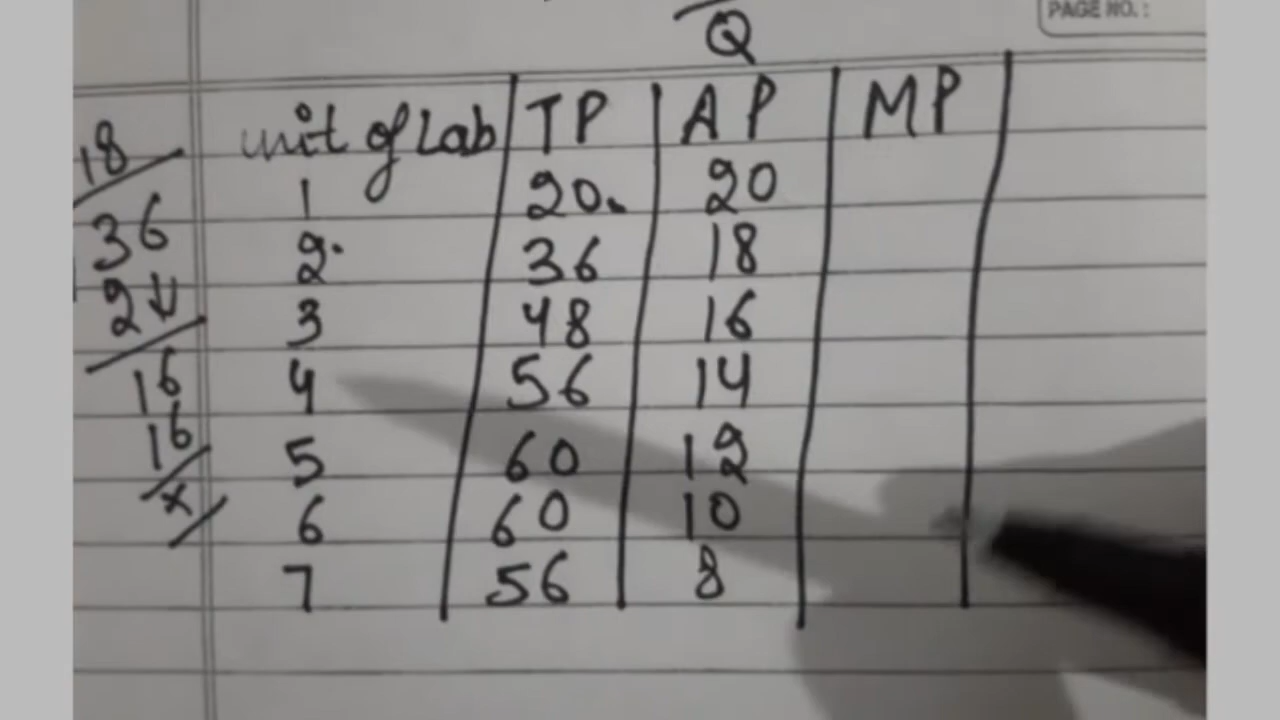 Q
PAGE NO.:
unit of Lab TP AP MP
1 20. 20
2. 36 18
3 48 16
4 56 14
5 60 12
6 60 10
7 56 8
18
36
2↓
16
16
x